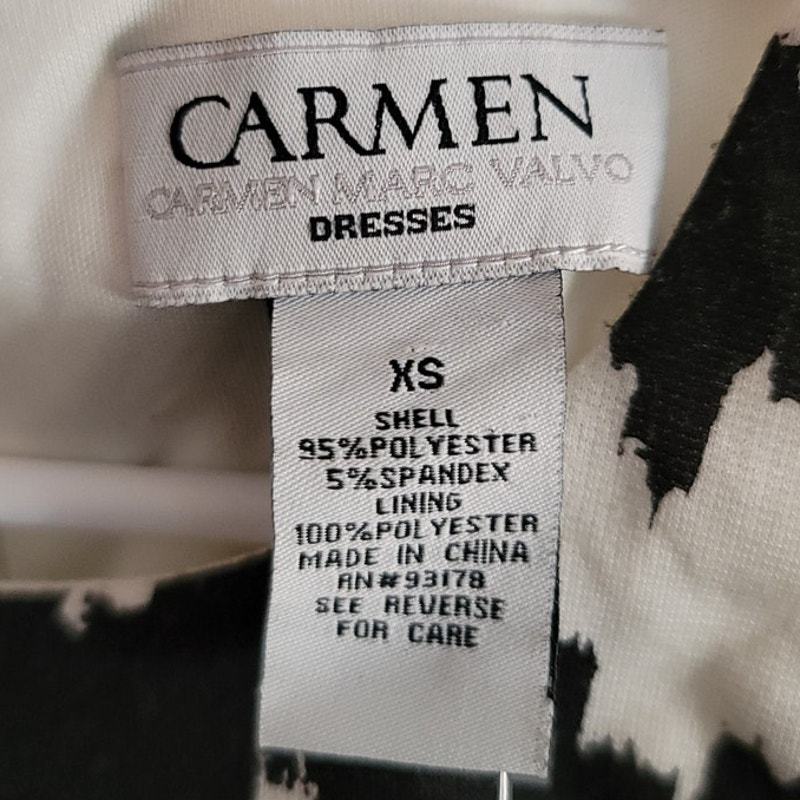 CARMEN
CARMEN MARC VALVO
DRESSES
XS
SHELL
95%POLYESTER
5%SPANDEX
LINING
100%POLYESTER
MADE IN CHINA
RN#93178
SEE REVERSE
FOR CARE